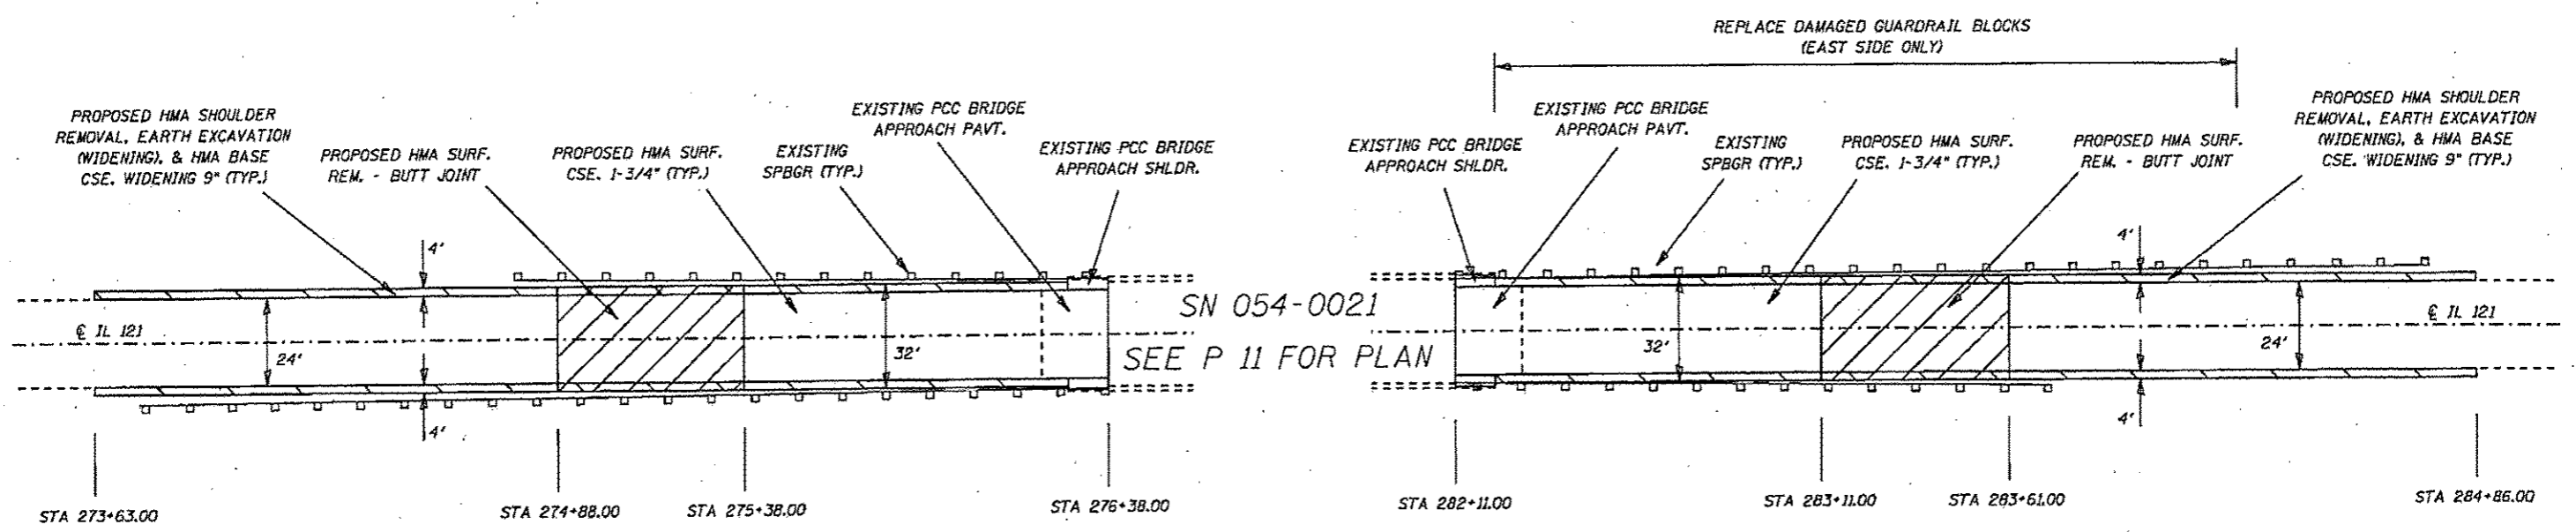 REPLACE DAMAGED GUARDRAIL BLOCKS
(EAST SIDE ONLY)
PROPOSED HMA SHOULDER
REMOVAL, EARTH EXCAVATION
(WIDENING), & HMA BASE
CSE. WIDENING 9" (TYP.)
PROPOSED HMA SURF.
REM. - BUTT JOINT
PROPOSED HMA SURF.
CSE. 1-3/4" (TYP.)
EXISTING
SPBGR (TYP.)
EXISTING PCC BRIDGE
APPROACH PAVT.
EXISTING PCC BRIDGE
APPROACH SHLDR.
EXISTING PCC BRIDGE
APPROACH SHLDR.
EXISTING PCC BRIDGE
APPROACH PAVT.
EXISTING
SPBGR (TYP.)
PROPOSED HMA SURF.
CSE. 1-3/4" (TYP.)
PROPOSED HMA SURF.
REM. - BUTT JOINT
PROPOSED HMA SHOULDER
REMOVAL, EARTH EXCAVATION
(WIDENING), & HMA BASE
CSE. WIDENING 9" (TYP.)
4'
4'
SN 054-0021
℄ IL 121
℄ IL 121
24'
32'
SEE P 11 FOR PLAN
32'
24'
4'
4'
STA 273+63.00
STA 274+88.00
STA 275+38.00
STA 276+38.00
STA 282+11.00
STA 283+11.00
STA 283+61.00
STA 284+86.00